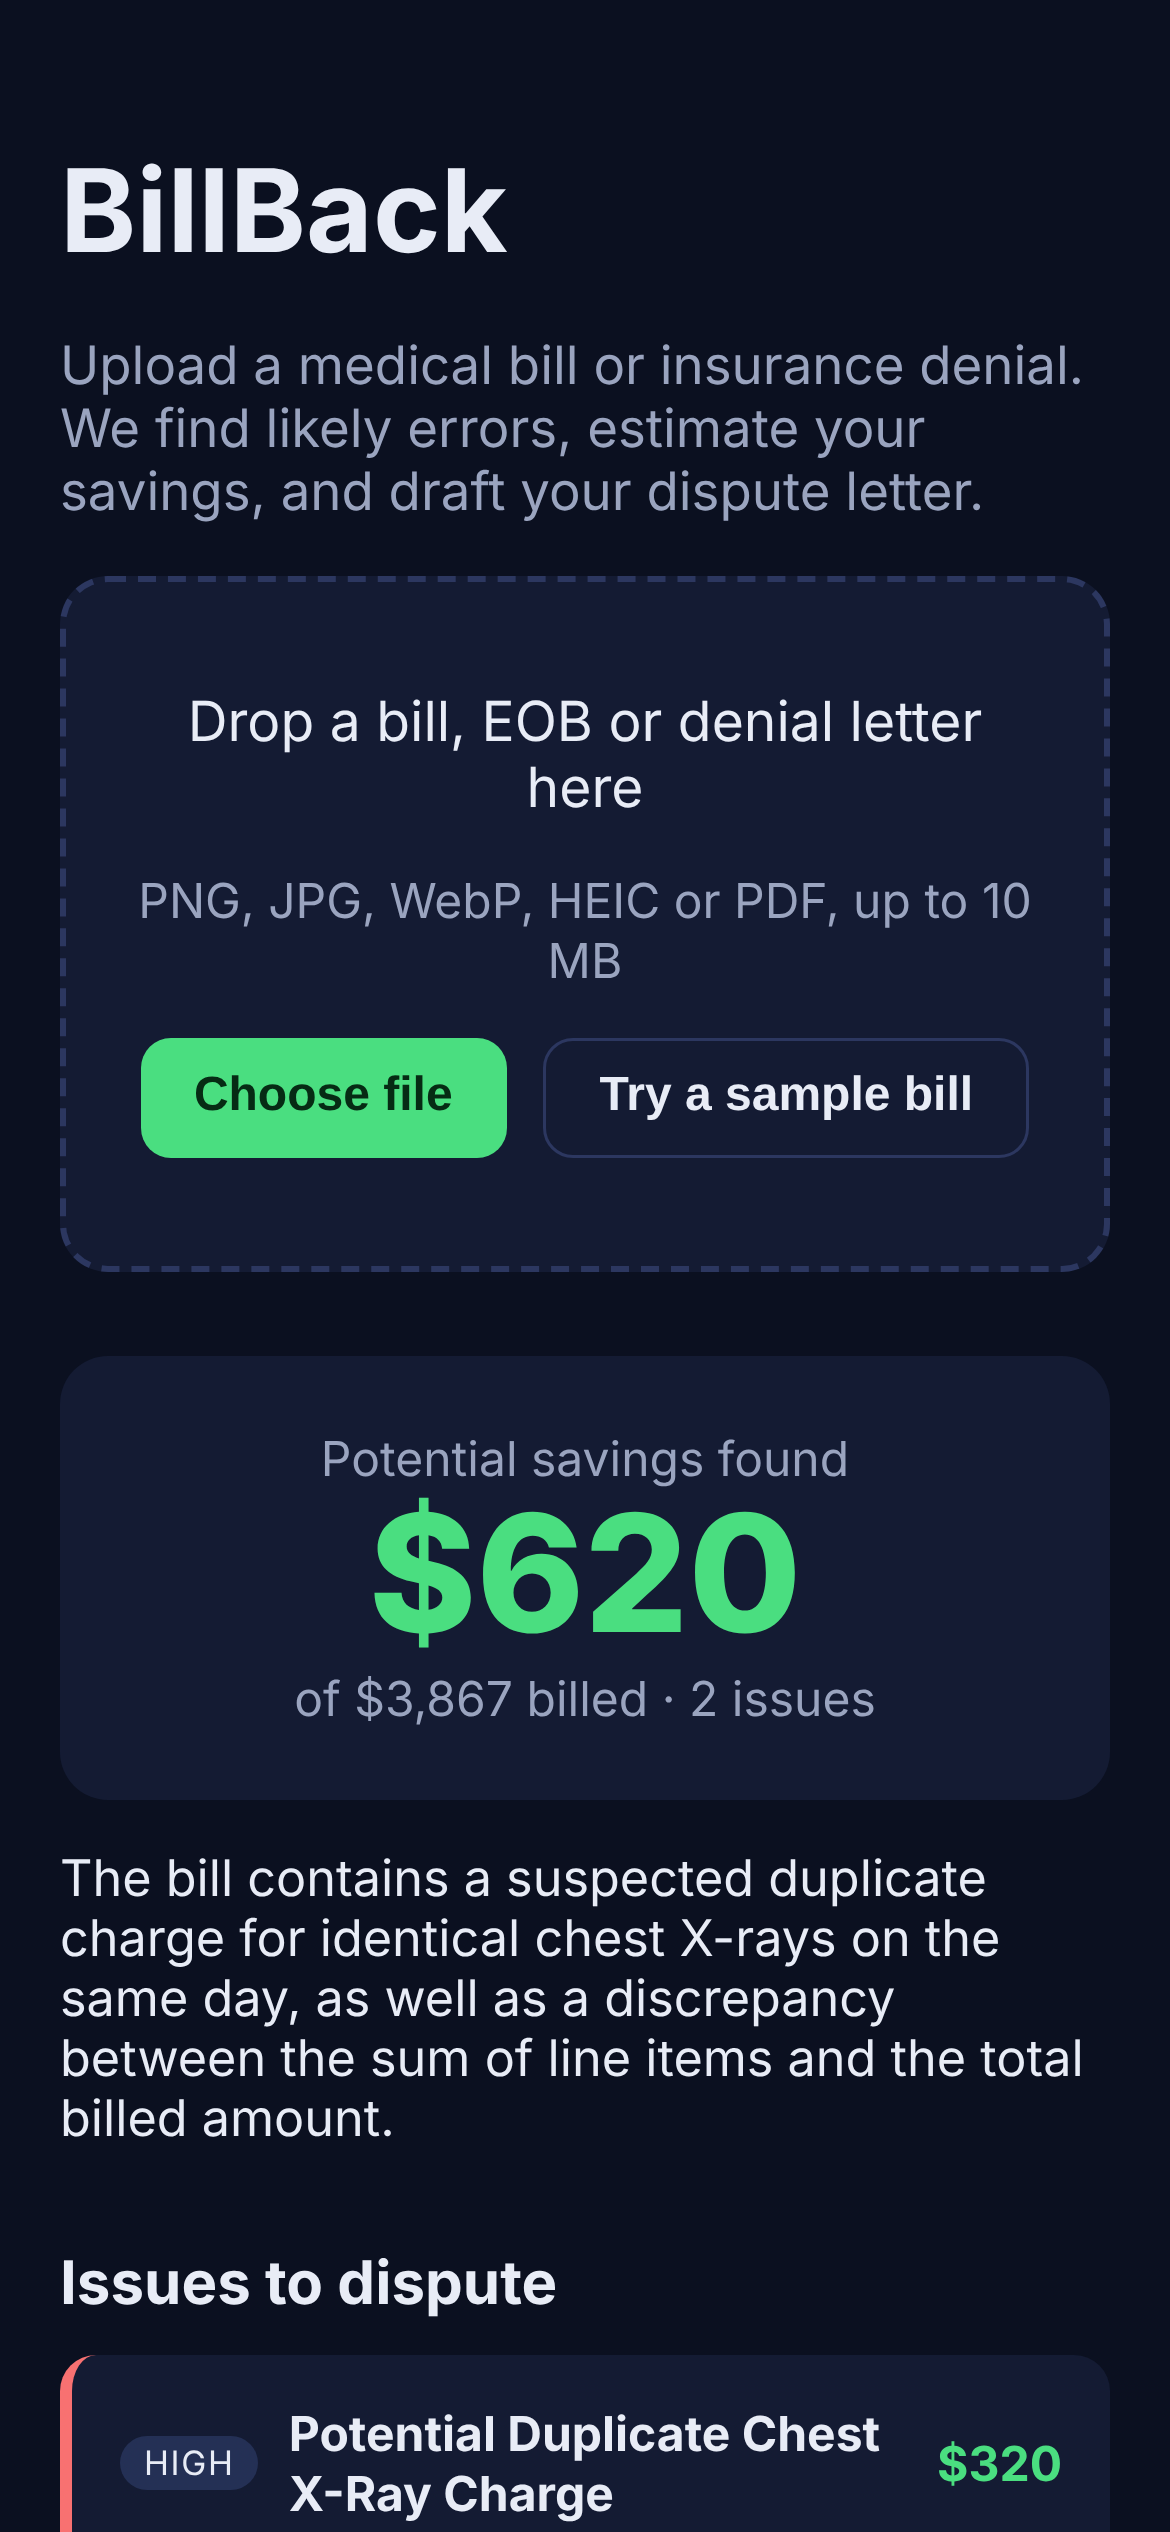 BillBack
Upload a medical bill or insurance denial.
We find likely errors, estimate your
savings, and draft your dispute letter.
Drop a bill, EOB or denial letter
here
PNG, JPG, WebP, HEIC or PDF, up to 10
MB
Choose file
Try a sample bill
Potential savings found
$620
of $3,867 billed · 2 issues
The bill contains a suspected duplicate
charge for identical chest X-rays on the
same day, as well as a discrepancy
between the sum of line items and the total
billed amount.
Issues to dispute
HIGH
Potential Duplicate Chest
X-Ray Charge
$320